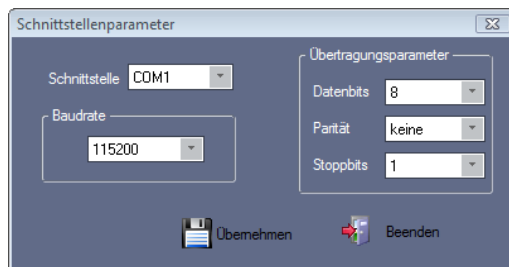 Schnittstellenparameter
Schnittstelle COM1
Baudrate
115200
Übertragungsparameter
Datenbits 8
Parität keine
Stoppbits 1
Übernehmen
Beenden